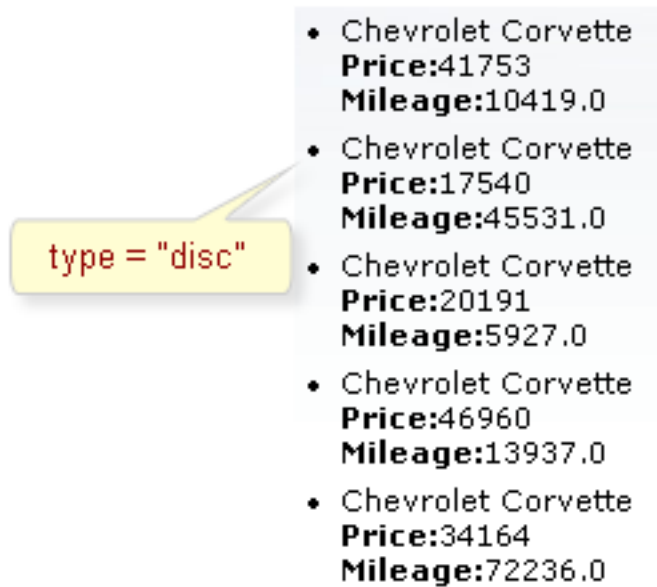 • Chevrolet Corvette
Price:41753
Mileage:10419.0
• Chevrolet Corvette
Price:17540
Mileage:45531.0
type = "disc"
• Chevrolet Corvette
Price:20191
Mileage:5927.0
• Chevrolet Corvette
Price:46960
Mileage:13937.0
• Chevrolet Corvette
Price:34164
Mileage:72236.0